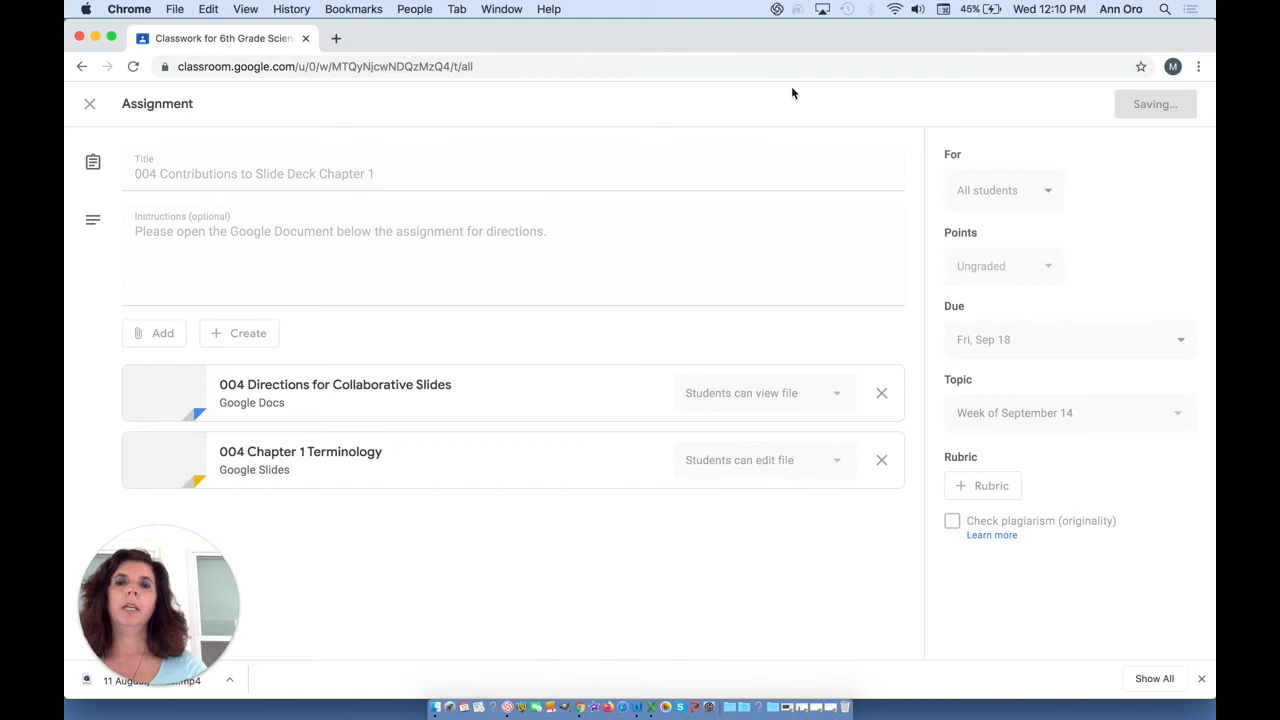 Chrome File Edit View History Bookmarks People Tab Window Help 45% Wed 12:10 PM Ann Oro
Classwork for 6th Grade Scien
classroom.google.com/u/0/w/MTQyNjcwNDQzMzQ4/t/all M
Assignment Saving...
Title
004 Contributions to Slide Deck Chapter 1
Instructions (optional)
Please open the Google Document below the assignment for directions.
Add Create
004 Directions for Collaborative Slides
Google Docs
Students can view file
004 Chapter 1 Terminology
Google Slides
Students can edit file
For
All students
Points
Ungraded
Due
Fri, Sep 18
Topic
Week of September 14
Rubric
Rubric
Check plagiarism (originality)
Learn more
11 August, .mp4
Show All